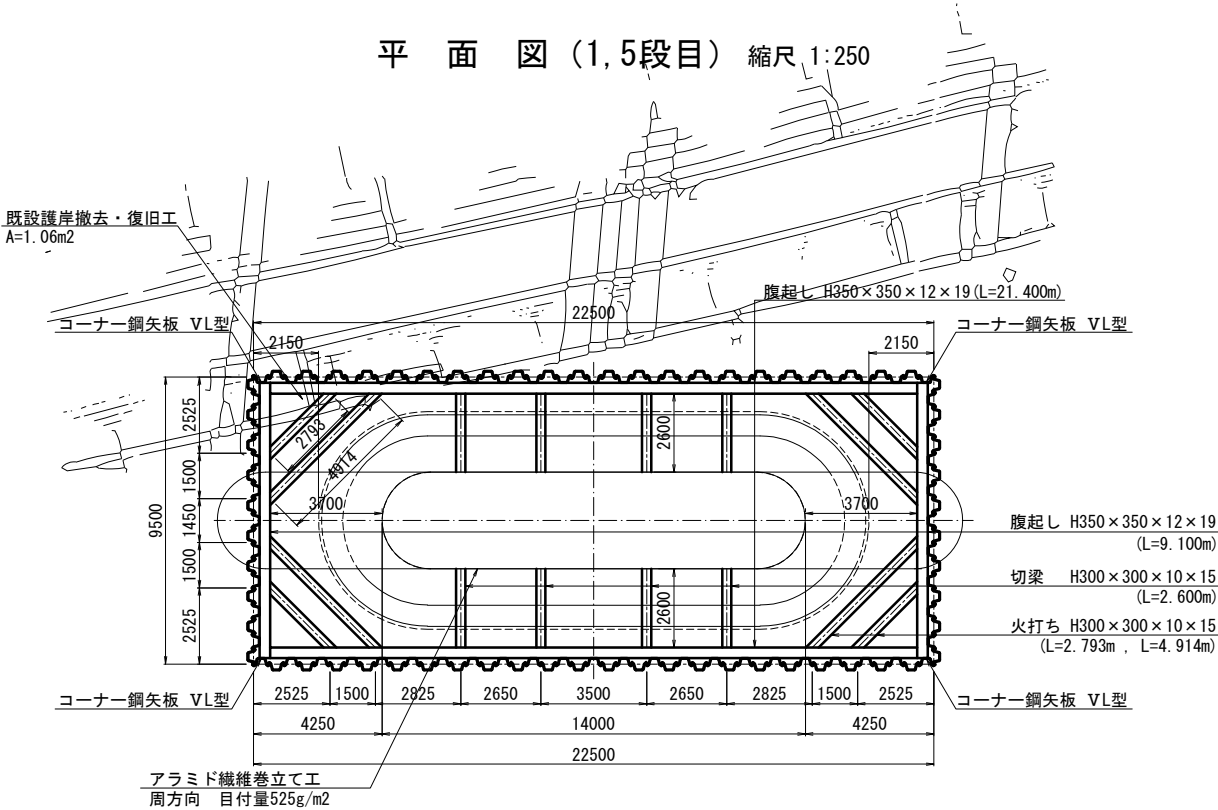 平 面 図 (1,5段目) 縮尺 1:250
既設護岸撤去・復旧工
A=1.06m2
腹起し H350×350×12×19(L=21.400m)
コーナー鋼矢板 ⅤL型
22500
コーナー鋼矢板 ⅤL型
2150
2150
2525
1500
1450
1500
2525
9500
2793
4914
2600
3700
3700
2600
腹起し H350×350×12×19
(L=9.100m)
切梁 H300×300×10×15
(L=2.600m)
火打ち H300×300×10×15
(L=2.793m , L=4.914m)
コーナー鋼矢板 ⅤL型
2525
1500
2825
2650
3500
2650
2825
1500
2525
コーナー鋼矢板 ⅤL型
4250
14000
4250
22500
アラミド繊維巻立て工
周方向 目付量525g/m2